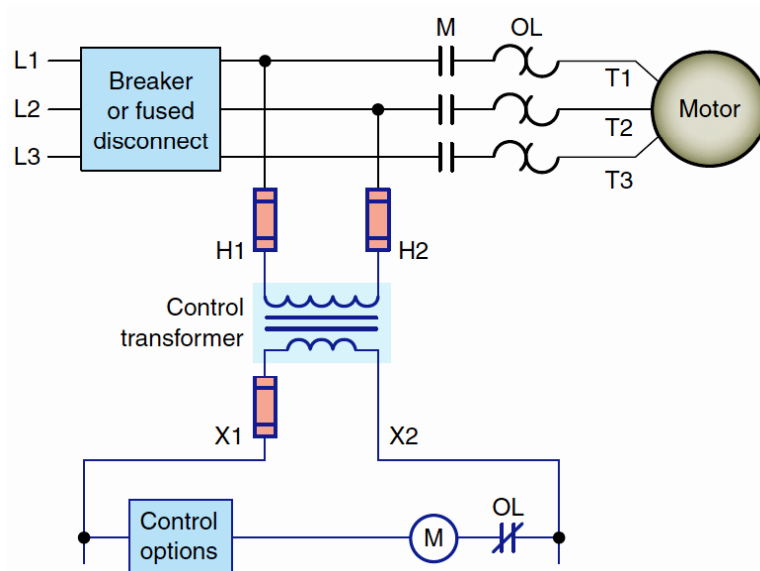 M OL
L1
L2
L3
Breaker
or fused
disconnect
T1
T2
T3
Motor
H1 H2
Control
transformer
X1 X2
Control
options
M
OL